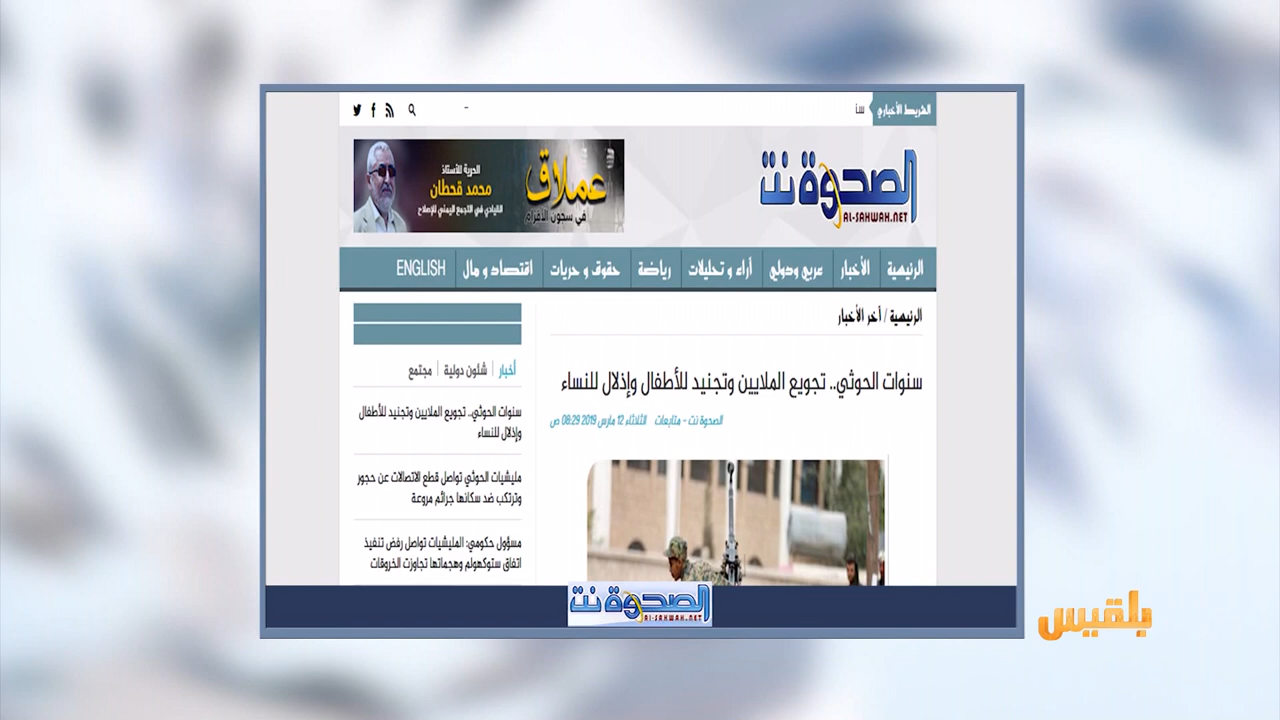 الشريط الأخباري
سـا
الصحوة نت
AL-SAHWAH.NET
عملاق
في سجون الأقزام
الحرية للأستاذ
محمد قحطان
القيادي في التجمع اليمني للإصلاح
الرئيسية
الأخبار
عربي ودولي
أراء و تحليلات
رياضة
حقوق و حريات
اقتصاد و مال
ENGLISH
الرئيسية / أخر الأخبار
سنوات الحوثي.. تجويع الملايين وتجنيد للأطفال وإذلال للنساء
الصحوة نت - متابعات الثلاثاء 12 مارس 2019 08:29 ص
أخبار | شئون دولية | مجتمع
سنوات الحوثي.. تجويع الملايين وتجنيد للأطفال
وإذلال للنساء
مليشيات الحوثي تواصل قطع الاتصالات عن حجور
وترتكب ضد سكانها جرائم مروعة
مسؤول حكومي: المليشيات تواصل رفض تنفيذ
اتفاق ستوكهولم وهجماتها تجاوزت الخروقات
الصحوة نت
AL-SAHWAH.NET
بلقيس